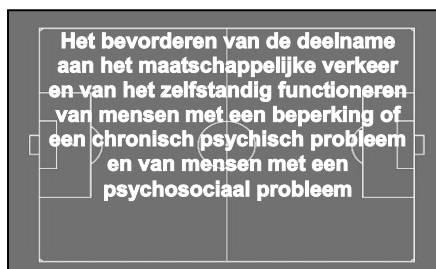 Het bevorderen van de deelname
aan het maatschappelijke verkeer
en van het zelfstandig functioneren
van mensen met een beperking of
een chronisch psychisch probleem
en van mensen met een
psychosociaal probleem